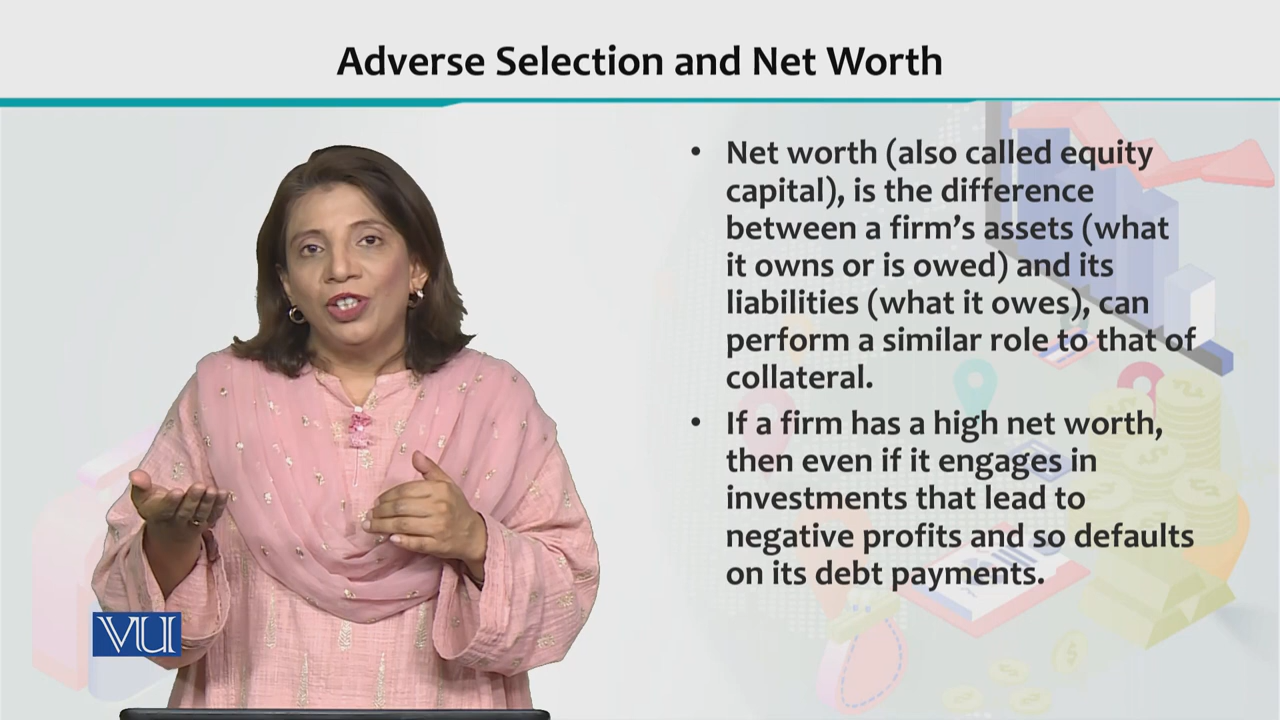 Adverse Selection and Net Worth
• Net worth (also called equity
capital), is the difference
between a firm's assets (what
it owns or is owed) and its
liabilities (what it owes), can
perform a similar role to that of
collateral.
• If a firm has a high net worth,
then even if it engages in
investments that lead to
negative profits and so defaults
on its debt payments.
VU